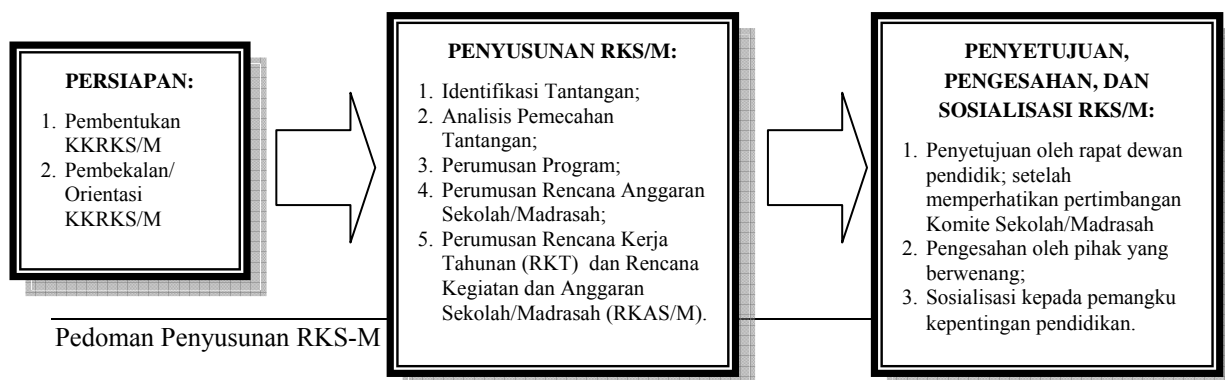 PERSIAPAN:
1. Pembentukan
KKRKS/M
2. Pembekalan/
Orientasi
KKRKS/M
PENYUSUNAN RKS/M:
1. Identifikasi Tantangan;
2. Analisis Pemecahan
Tantangan;
3. Perumusan Program;
4. Perumusan Rencana Anggaran
Sekolah/Madrasah;
5. Perumusan Rencana Kerja
Tahunan (RKT) dan Rencana
Kegiatan dan Anggaran
Sekolah/Madrasah (RKAS/M).
PENYETUJUAN,
PENGESAHAN, DAN
SOSIALISASI RKS/M:
1. Penyetujuan oleh rapat dewan
pendidik; setelah
memperhatikan pertimbangan
Komite Sekolah/Madrasah
2. Pengesahan oleh pihak yang
berwenang;
3. Sosialisasi kepada pemangku
kepentingan pendidikan.
Pedoman Penyusunan RKS-M